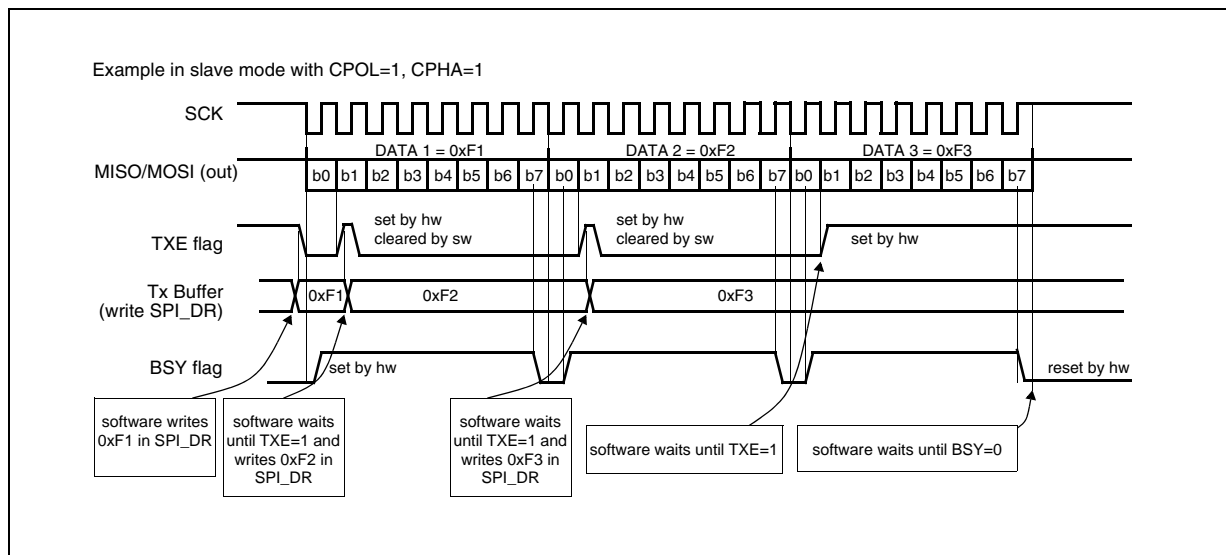 Example in slave mode with CPOL=1, CPHA=1
SCK
DATA 1 = 0xF1 DATA 2 = 0xF2 DATA 3 = 0xF3
MISO/MOSI (out) b0 b1 b2 b3 b4 b5 b6 b7 b0 b1 b2 b3 b4 b5 b6 b7 b0 b1 b2 b3 b4 b5 b6 b7
set by hw set by hw
TXE flag cleared by sw cleared by sw set by hw
Tx Buffer 0xF1 0xF2 0xF3
(write SPI_DR)
BSY flag set by hw reset by hw
software writes
0xF1 in SPI_DR
software waits
until TXE=1 and
writes 0xF2 in
SPI_DR
software waits
until TXE=1 and
writes 0xF3 in
SPI_DR
software waits until TXE=1
software waits until BSY=0